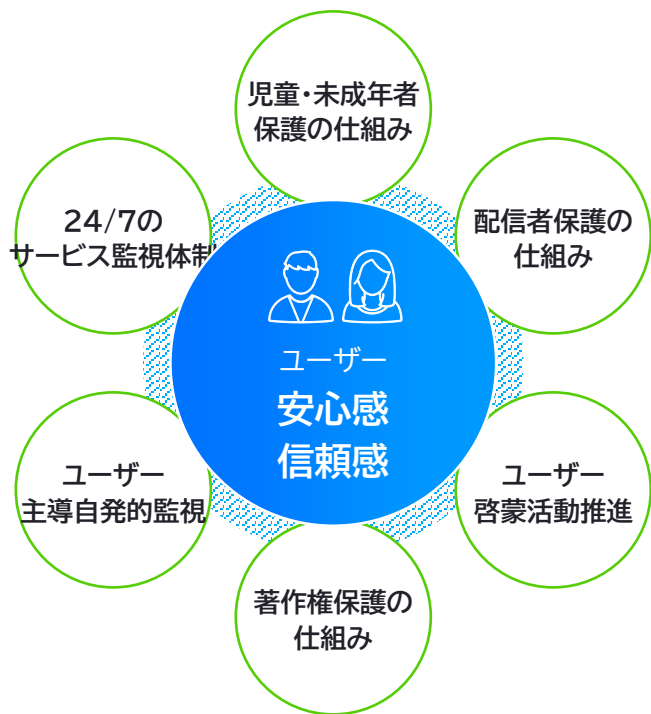 児童・未成年者
保護の仕組み
配信者保護の
仕組み
ユーザー
啓蒙活動推進
著作権保護の
仕組み
ユーザー
主導自発的監視
24/7の
サービス監視体制
ユーザー
安心感
信頼感